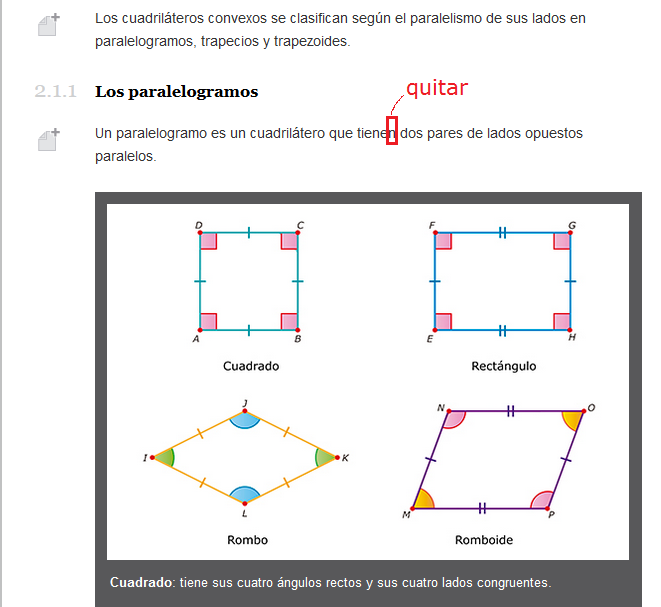 Los cuadriláteros convexos se clasifican según el paralelismo de sus lados en
paralelogramos, trapecios y trapezoides.
2.1.1 Los paralelogramos
quitar
Un paralelogramo es un cuadrilátero que tienen dos pares de lados opuestos
paralelos.
D C F G
A B E H
Cuadrado Rectángulo
J N O
I K
L M P
Rombo Romboide
Cuadrado: tiene sus cuatro ángulos rectos y sus cuatro lados congruentes.